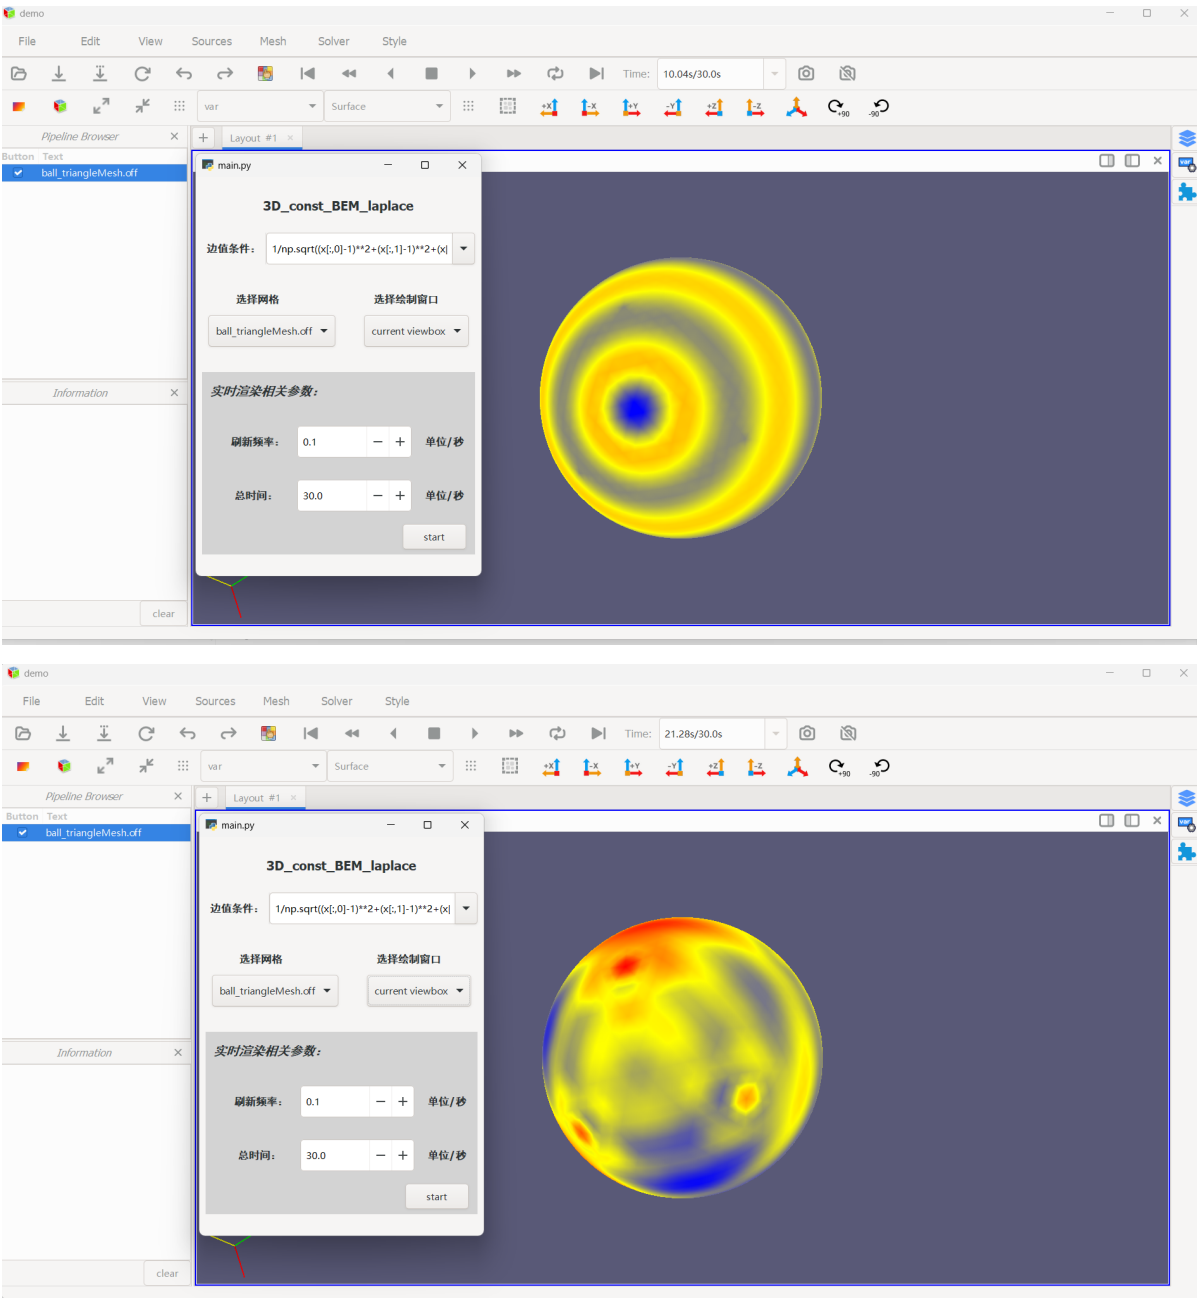 demo
File Edit View Sources Mesh Solver Style
Time: 10.04s/30.0s
var Surface +X -X +Y -Y +Z -Z +90 -90
Pipeline Browser
Layout #1
Button Text
ball_triangleMesh.off
main.py
3D_const_BEM_laplace
边值条件： 1/np.sqrt((x[:,0]-1)**2+(x[:,1]-1)**2+(x[
选择网格 选择绘制窗口
ball_triangleMesh.off current viewbox
Information
实时渲染相关参数：
刷新频率： 0.1 − + 单位/秒
总时间： 30.0 − + 单位/秒
start
clear
demo
File Edit View Sources Mesh Solver Style
Time: 21.28s/30.0s
var Surface +X -X +Y -Y +Z -Z +90 -90
Pipeline Browser
Layout #1
Button Text
ball_triangleMesh.off
main.py
3D_const_BEM_laplace
边值条件： 1/np.sqrt((x[:,0]-1)**2+(x[:,1]-1)**2+(x[
选择网格 选择绘制窗口
ball_triangleMesh.off current viewbox
Information
实时渲染相关参数：
刷新频率： 0.1 − + 单位/秒
总时间： 30.0 − + 单位/秒
start
clear